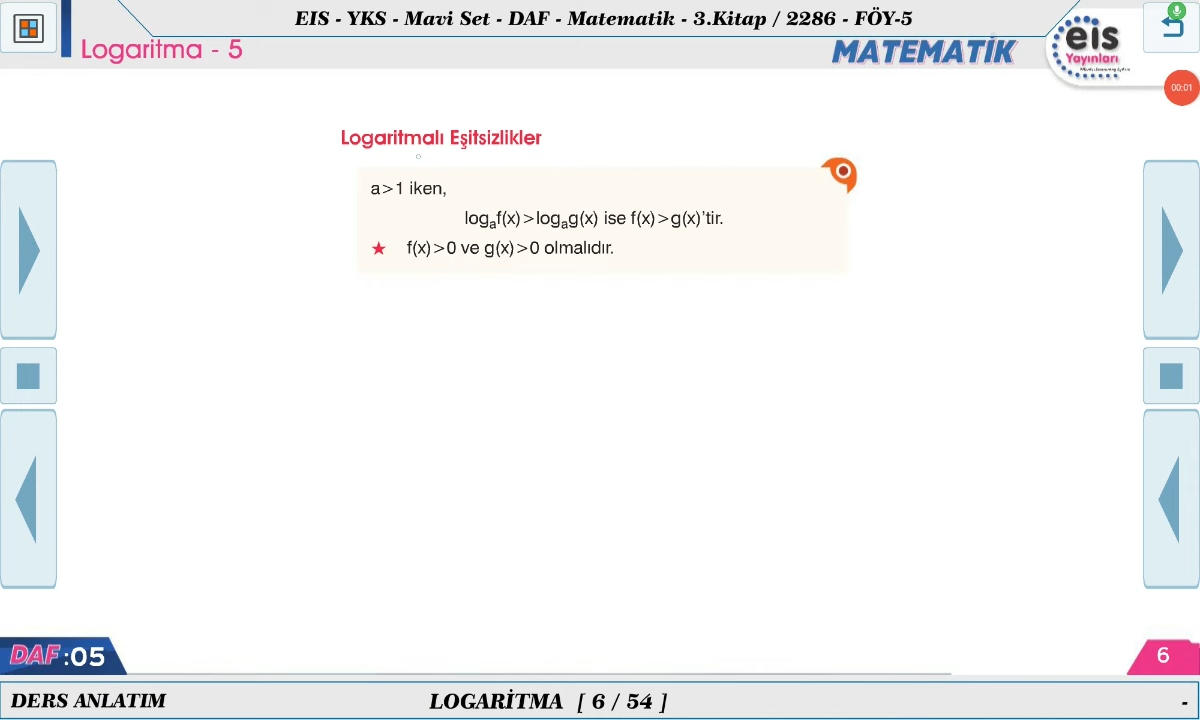 EIS - YKS - Mavi Set - DAF - Matematik - 3.Kitap / 2286 - FÖY-5
Logaritma - 5
MATEMATİK
eis
Yayınları
00:01
Logaritmalı Eşitsizlikler
a>1 iken,
logₐf(x)>logₐg(x) ise f(x)>g(x)'tir.
★ f(x)>0 ve g(x)>0 olmalıdır.
DAF:05
6
DERS ANLATIM
LOGARİTMA [ 6 / 54 ]
-